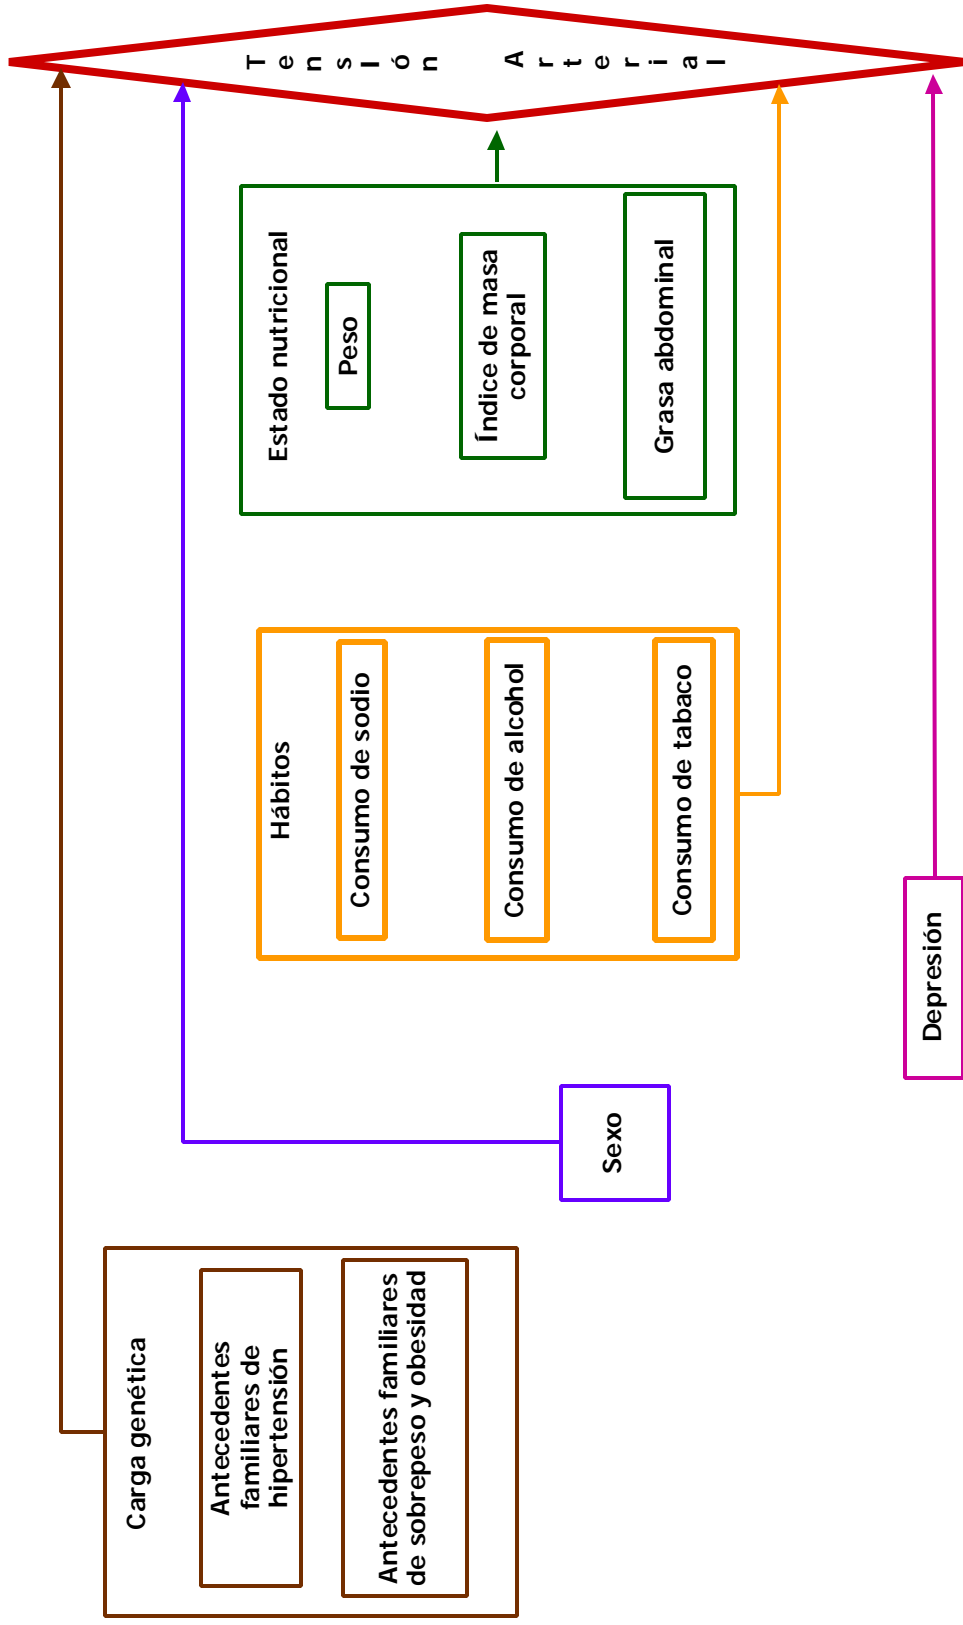 Carga genética
Antecedentes
familiares de
hipertensión
Antecedentes familiares
de sobrepeso y obesidad
Sexo
Hábitos
Consumo de sodio
Consumo de alcohol
Consumo de tabaco
Depresión
Estado nutricional
Peso
Índice de masa
corporal
Grasa abdominal
Tensión Arterial